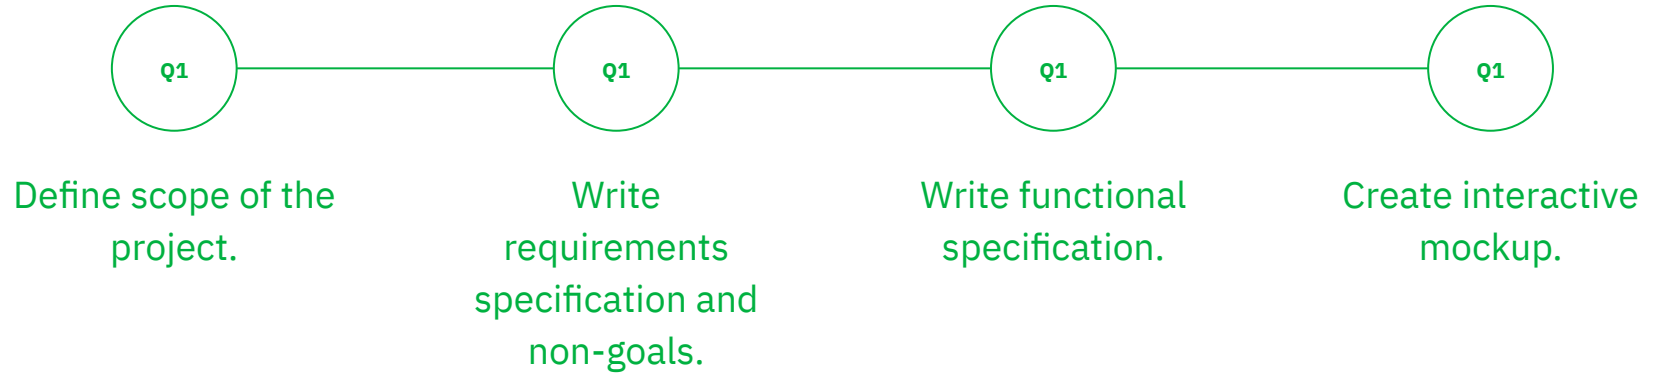 Q1
Q1
Q1
Q1
Define scope of the
project.
Write
requirements
specification and
non-goals.
Write functional
specification.
Create interactive
mockup.